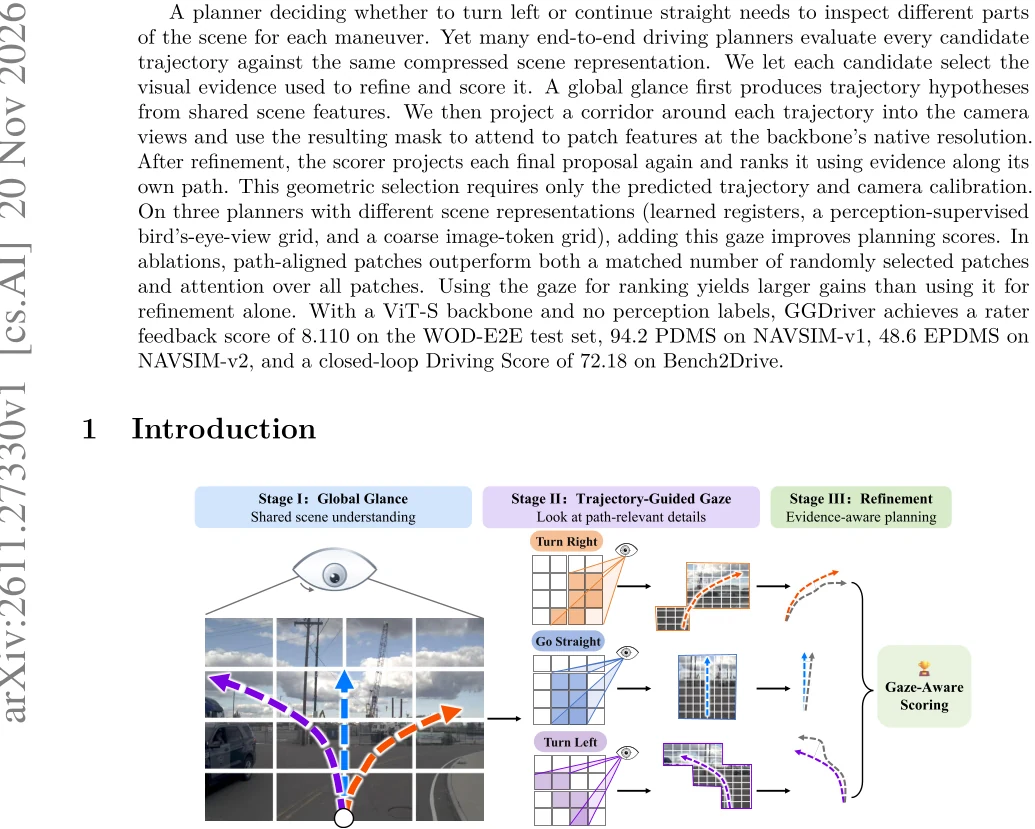 arXiv:2611.27330v1 [cs.AI] 20 Nov 2026
A planner deciding whether to turn left or continue straight needs to inspect different parts
of the scene for each maneuver. Yet many end-to-end driving planners evaluate every candidate
trajectory against the same compressed scene representation. We let each candidate select the
visual evidence used to refine and score it. A global glance first produces trajectory hypotheses
from shared scene features. We then project a corridor around each trajectory into the camera
views and use the resulting mask to attend to patch features at the backbone's native resolution.
After refinement, the scorer projects each final proposal again and ranks it using evidence along its
own path. This geometric selection requires only the predicted trajectory and camera calibration.
On three planners with different scene representations (learned registers, a perception-supervised
bird's-eye-view grid, and a coarse image-token grid), adding this gaze improves planning scores. In
ablations, path-aligned patches outperform both a matched number of randomly selected patches
and attention over all patches. Using the gaze for ranking yields larger gains than using it for
refinement alone. With a ViT-S backbone and no perception labels, GGDriver achieves a rater
feedback score of 8.110 on the WOD-E2E test set, 94.2 PDMS on NAVSIM-v1, 48.6 EPDMS on
NAVSIM-v2, and a closed-loop Driving Score of 72.18 on Bench2Drive.
1 Introduction
Stage I: Global Glance
Shared scene understanding
Stage II: Trajectory-Guided Gaze
Look at path-relevant details
Stage III: Refinement
Evidence-aware planning
Turn Right
Go Straight
Turn Left
Gaze-Aware
Scoring